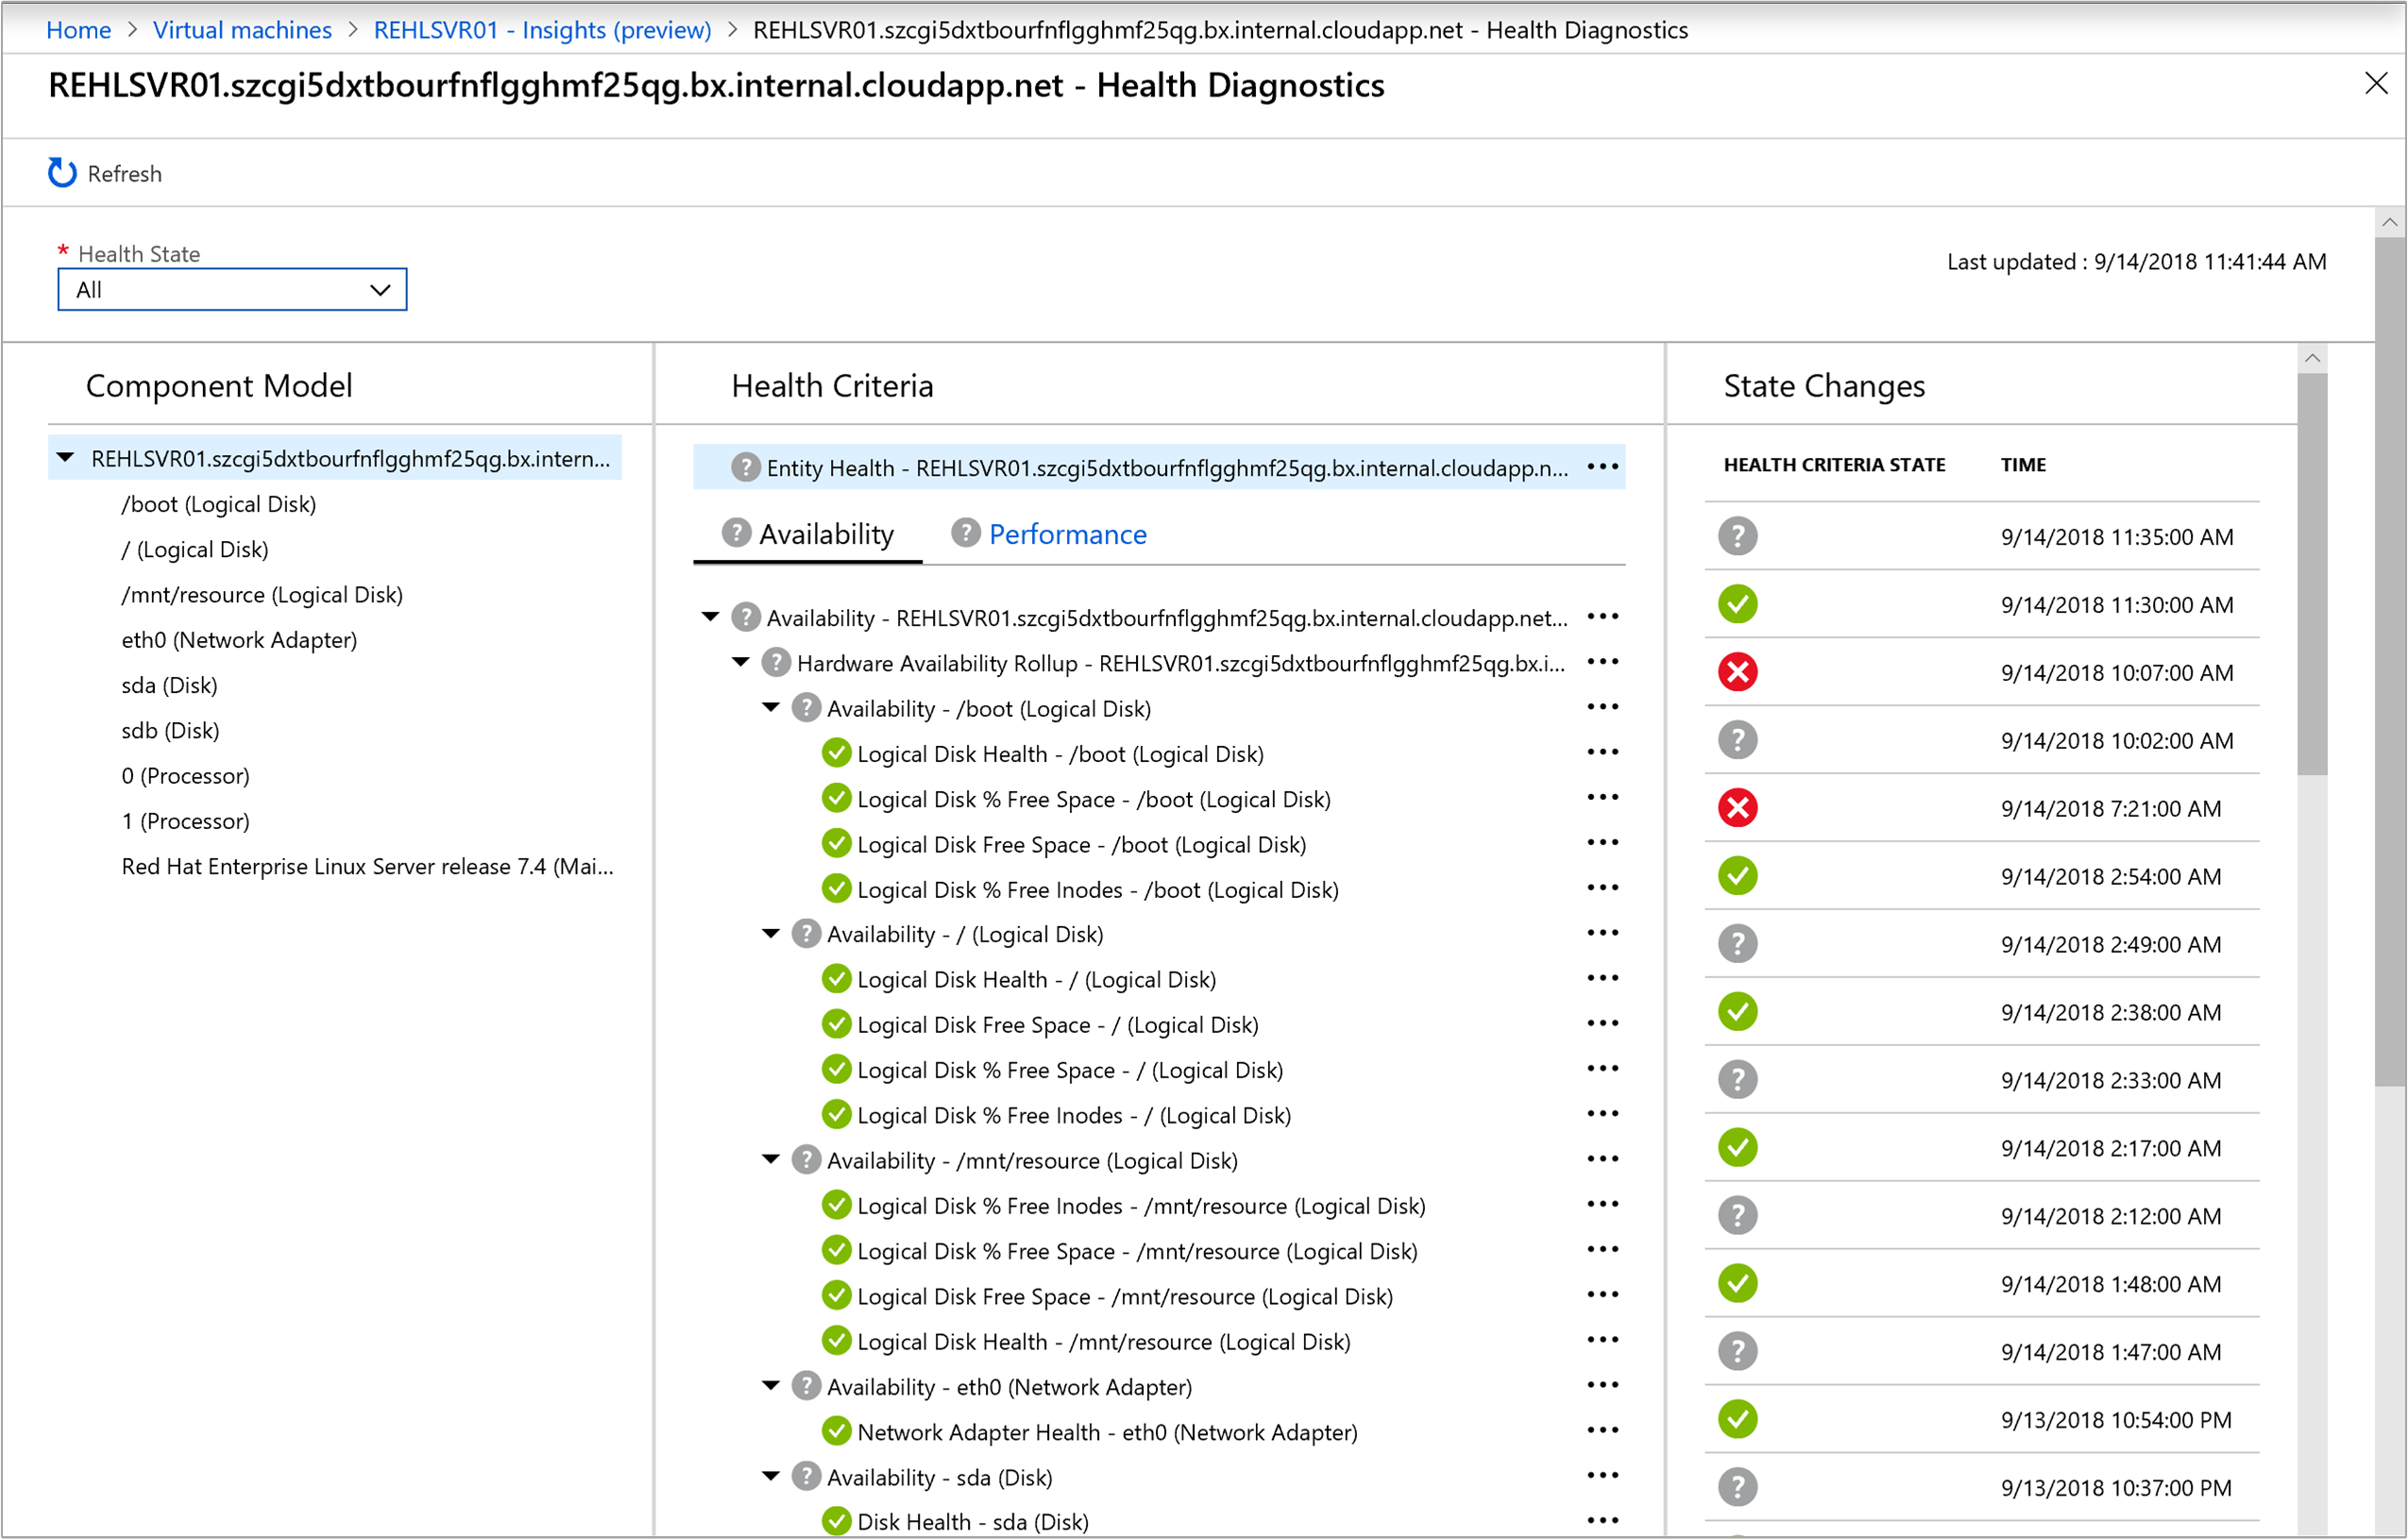 Home > Virtual machines > REHLSVR01 - Insights (preview) > REHLSVR01.szcgi5dxtbourfnflgghmf25qg.bx.internal.cloudapp.net - Health Diagnostics
REHLSVR01.szcgi5dxtbourfnflgghmf25qg.bx.internal.cloudapp.net - Health Diagnostics
Refresh
* Health State
All
Last updated : 9/14/2018 11:41:44 AM
Component Model
REHLSVR01.szcgi5dxtbourfnflgghmf25qg.bx.intern...
/boot (Logical Disk)
/ (Logical Disk)
/mnt/resource (Logical Disk)
eth0 (Network Adapter)
sda (Disk)
sdb (Disk)
0 (Processor)
1 (Processor)
Red Hat Enterprise Linux Server release 7.4 (Mai...
Health Criteria
Entity Health - REHLSVR01.szcgi5dxtbourfnflgghmf25qg.bx.internal.cloudapp.n...
Availability Performance
Availability - REHLSVR01.szcgi5dxtbourfnflgghmf25qg.bx.internal.cloudapp.net...
Hardware Availability Rollup - REHLSVR01.szcgi5dxtbourfnflgghmf25qg.bx.i...
Availability - /boot (Logical Disk)
Logical Disk Health - /boot (Logical Disk)
Logical Disk % Free Space - /boot (Logical Disk)
Logical Disk Free Space - /boot (Logical Disk)
Logical Disk % Free Inodes - /boot (Logical Disk)
Availability - / (Logical Disk)
Logical Disk Health - / (Logical Disk)
Logical Disk Free Space - / (Logical Disk)
Logical Disk % Free Space - / (Logical Disk)
Logical Disk % Free Inodes - / (Logical Disk)
Availability - /mnt/resource (Logical Disk)
Logical Disk % Free Inodes - /mnt/resource (Logical Disk)
Logical Disk % Free Space - /mnt/resource (Logical Disk)
Logical Disk Free Space - /mnt/resource (Logical Disk)
Logical Disk Health - /mnt/resource (Logical Disk)
Availability - eth0 (Network Adapter)
Network Adapter Health - eth0 (Network Adapter)
Availability - sda (Disk)
Disk Health - sda (Disk)
State Changes
HEALTH CRITERIA STATE TIME
9/14/2018 11:35:00 AM
9/14/2018 11:30:00 AM
9/14/2018 10:07:00 AM
9/14/2018 10:02:00 AM
9/14/2018 7:21:00 AM
9/14/2018 2:54:00 AM
9/14/2018 2:49:00 AM
9/14/2018 2:38:00 AM
9/14/2018 2:33:00 AM
9/14/2018 2:17:00 AM
9/14/2018 2:12:00 AM
9/14/2018 1:48:00 AM
9/14/2018 1:47:00 AM
9/13/2018 10:54:00 PM
9/13/2018 10:37:00 PM